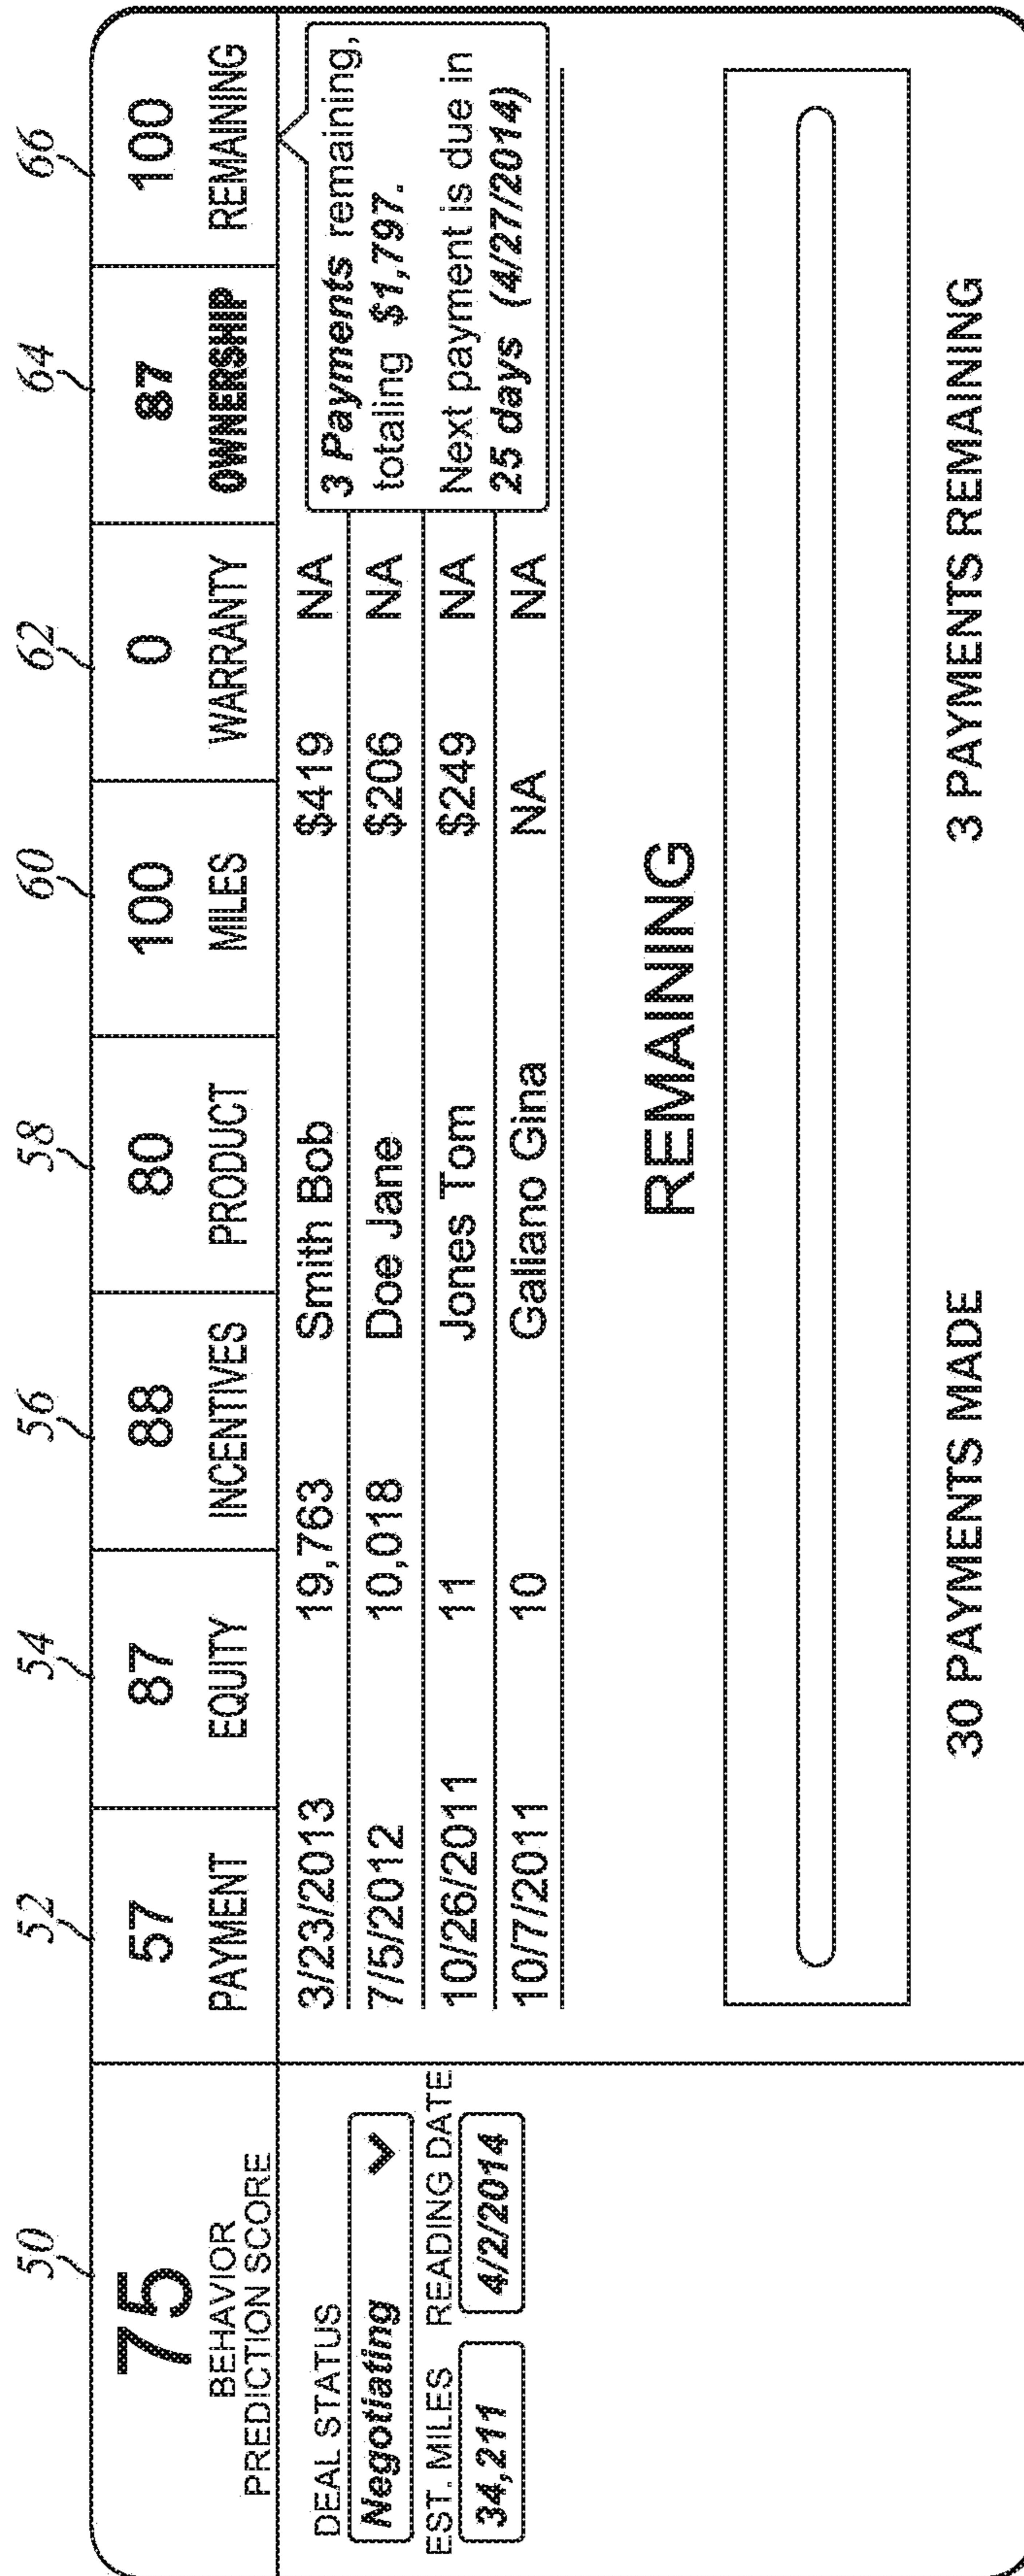 50 52 54 56 58 60 62 64 66
75 57 87 88 80 100 0 87 100
BEHAVIOR PAYMENT EQUITY INCENTIVES PRODUCT MILES WARRANTY OWNERSHIP REMAINING
PREDICTION SCORE
DEAL STATUS
Negotiating
EST. MILES READING DATE
34,211 4/2/2014
3/23/2013 19,763 Smith Bob $419 NA
7/5/2012 10,018 Doe Jane $206 NA
10/26/2011 11 Jones Tom $249 NA
10/7/2011 10 Galiano Gina NA NA
3 Payments remaining,
totaling $1,797.
Next payment is due in
25 days (4/27/2014)
REMAINING
30 PAYMENTS MADE 3 PAYMENTS REMAINING